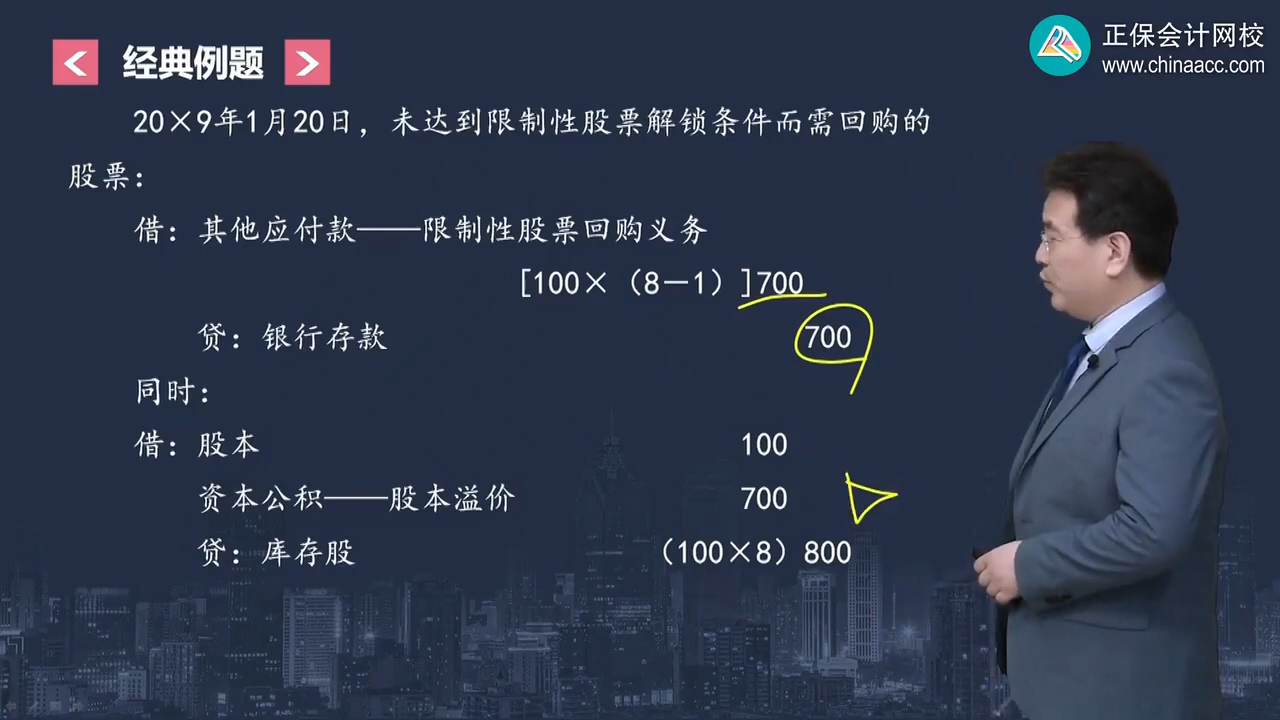 正保会计网校
www.chinaacc.com
经典例题
20×9年1月20日，未达到限制性股票解锁条件而需回购的
股票：
借：其他应付款——限制性股票回购义务
[100×（8－1）]700
贷：银行存款 700
同时：
借：股本 100
资本公积——股本溢价 700
贷：库存股 （100×8）800